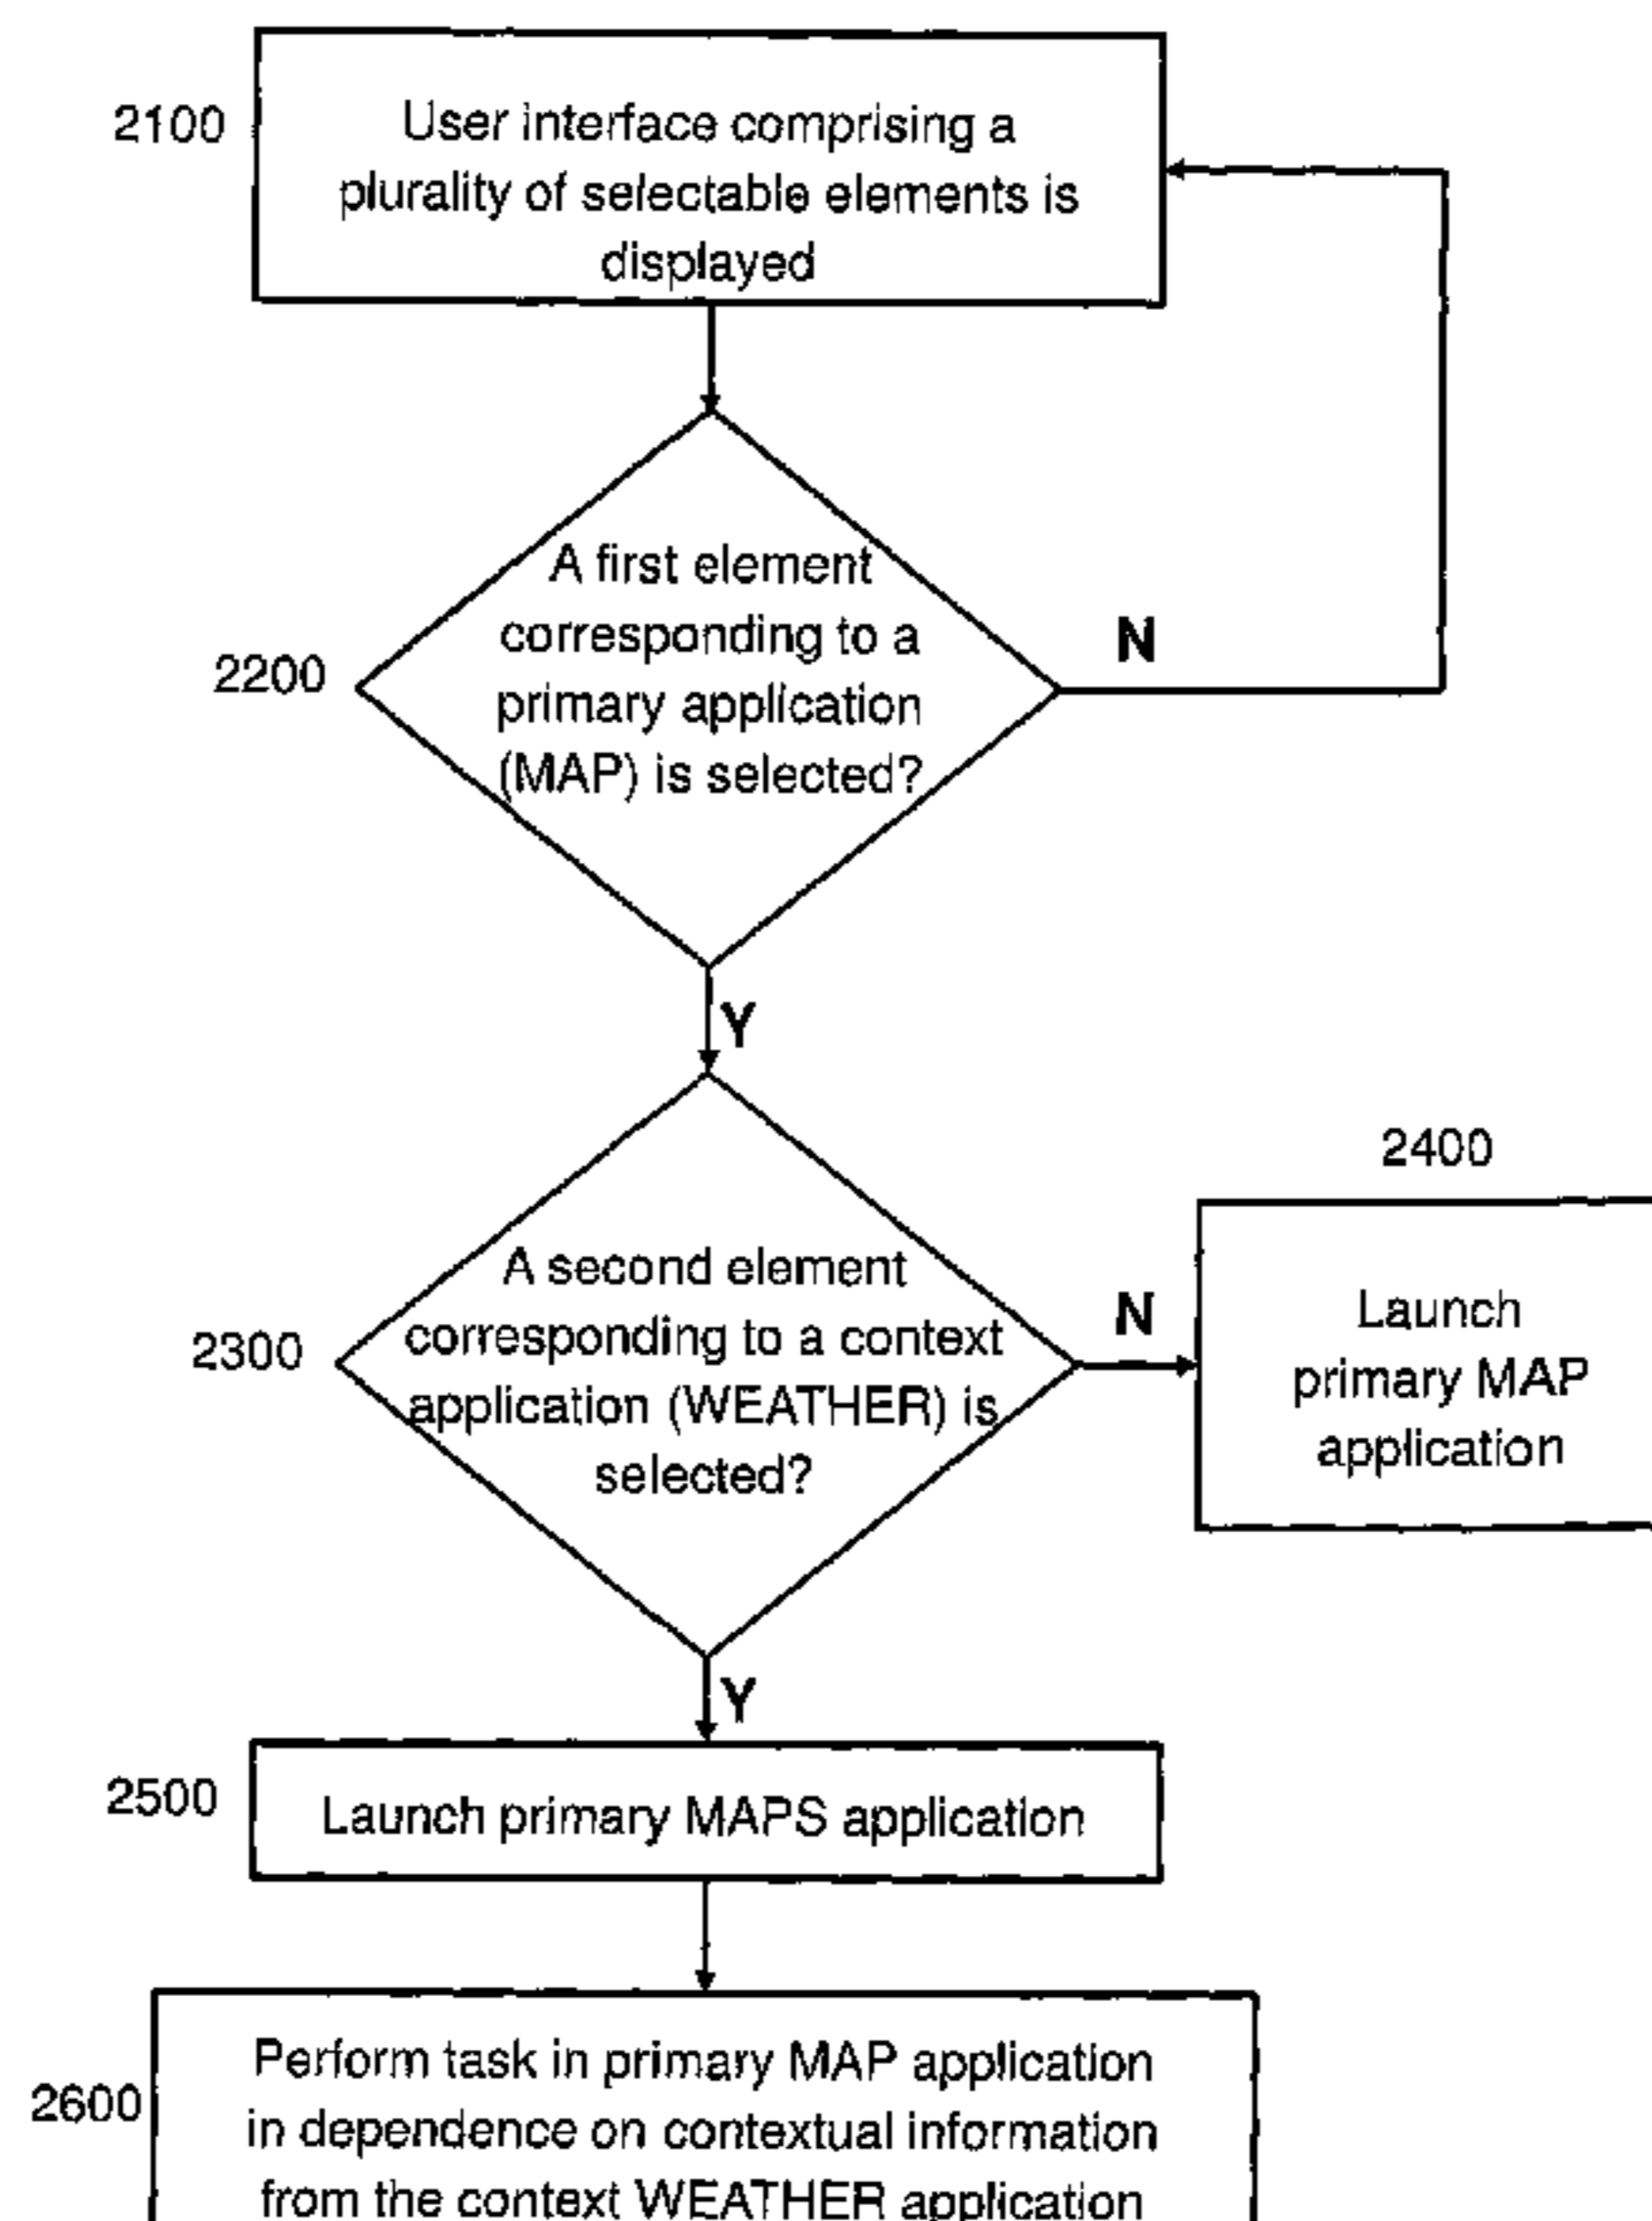 2100
User interface comprising a
plurality of selectable elements is
displayed
A first element
corresponding to a
primary application
(MAP) is selected?
2200
N
Y
2400
A second element
corresponding to a context
application (WEATHER) is
selected?
2300
N
Launch
primary MAP
application
Y
2500
Launch primary MAPS application
Perform task in primary MAP application
2600
in dependence on contextual information
from the context WEATHER application